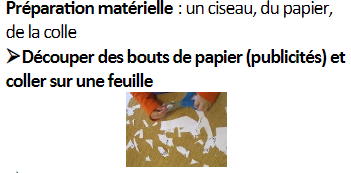 Préparation matérielle : un ciseau, du papier,
de la colle
➢Découper des bouts de papier (publicités) et
coller sur une feuille